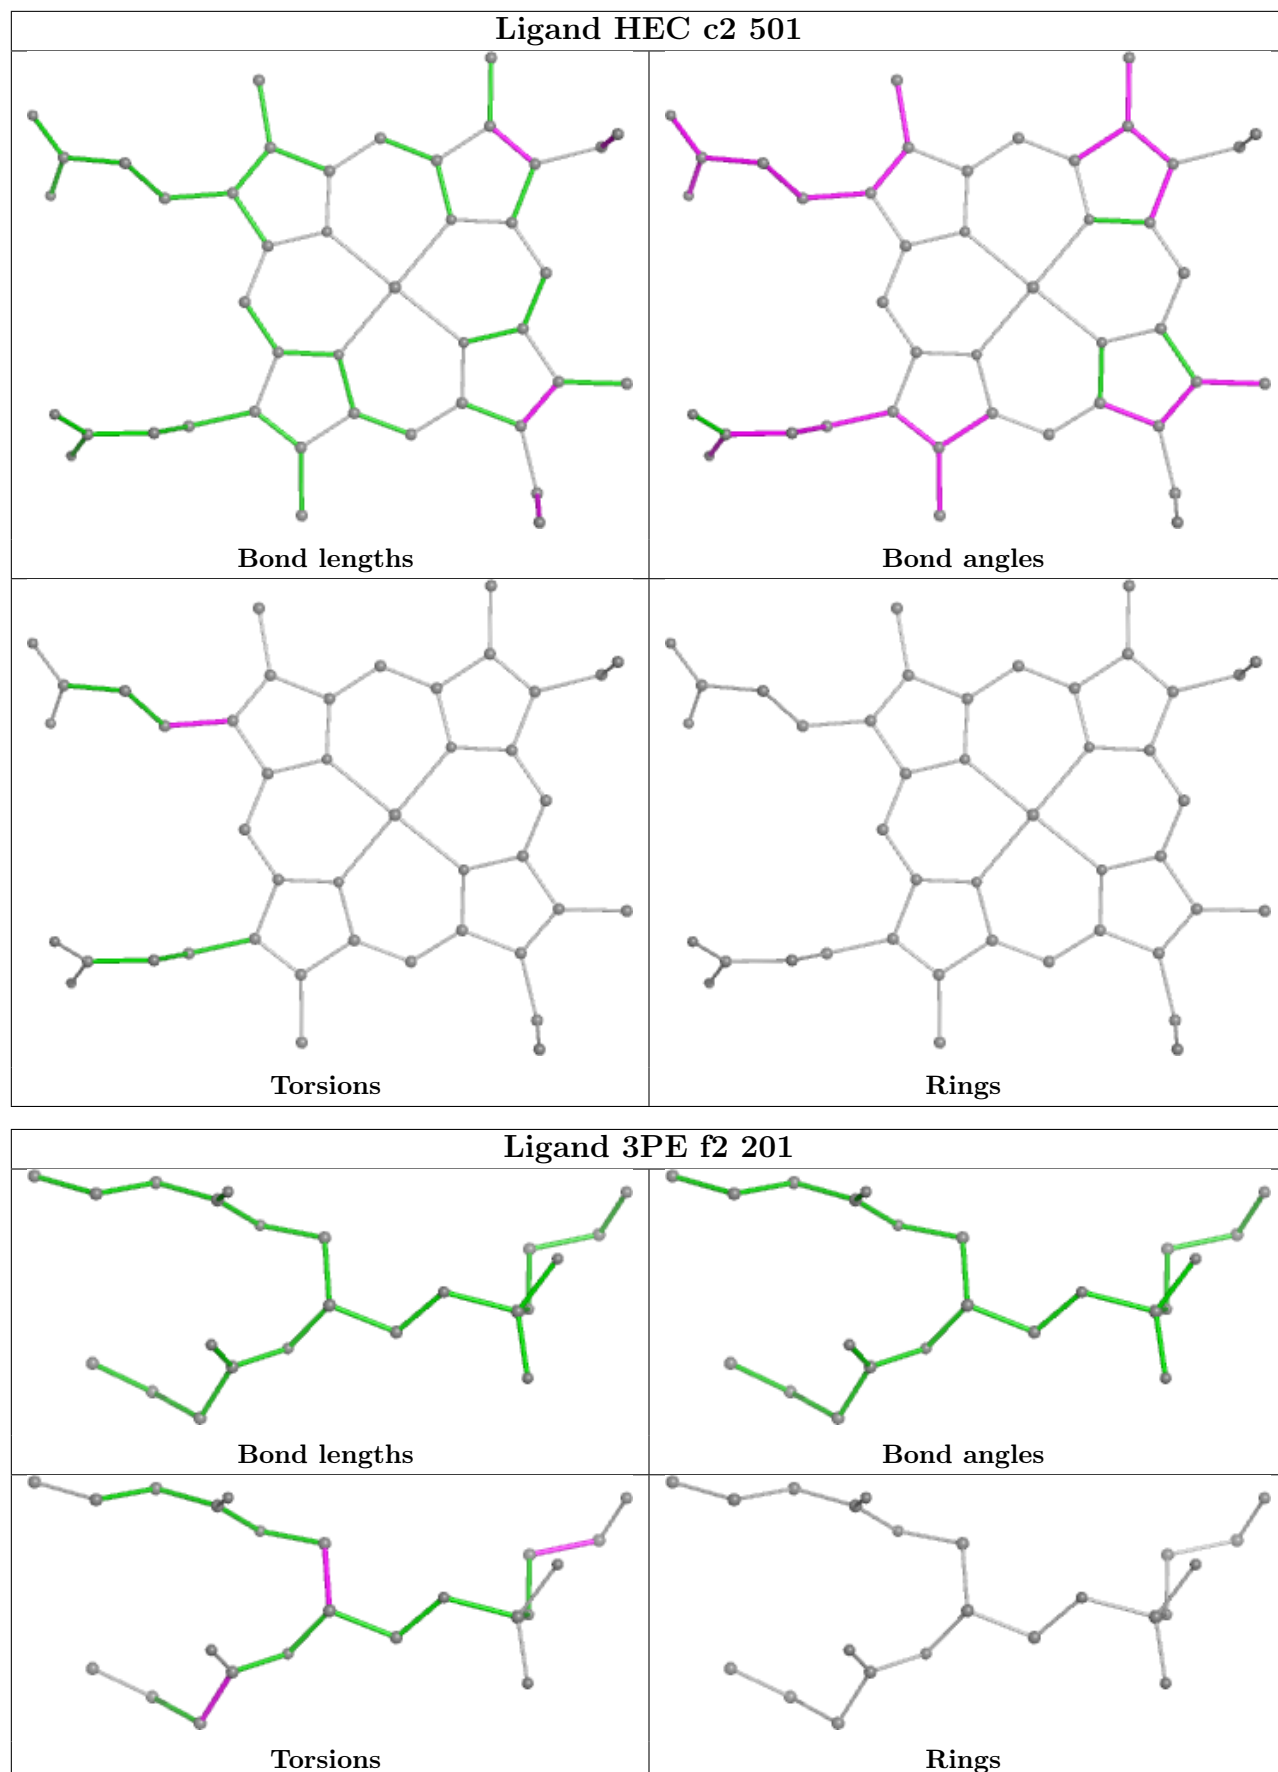 Ligand HEC c2 501
Bond lengths
Bond angles
Torsions
Rings
Ligand 3PE f2 201
Bond lengths
Bond angles
Torsions
Rings